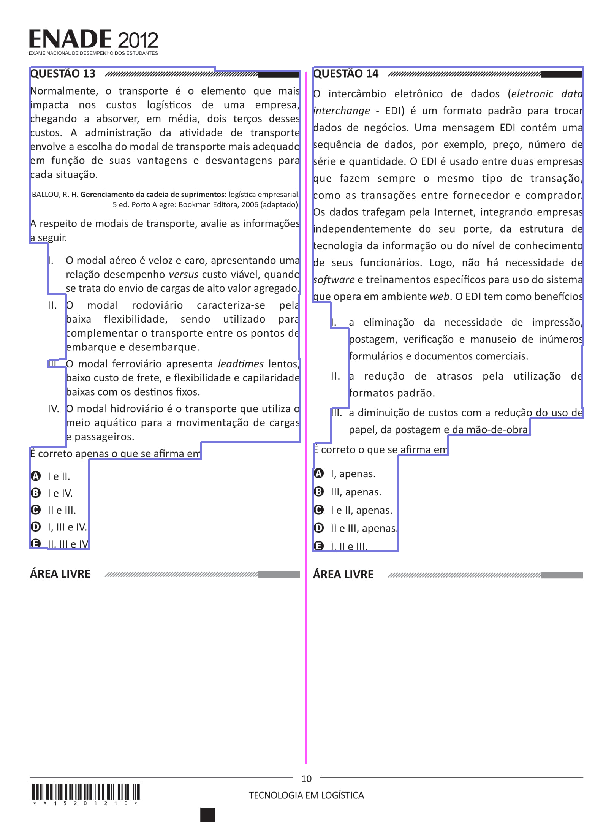 ENADE 2012
EXAME NACIONAL DE DESEMPENHO DOS ESTUDANTES
QUESTÃO 13
Normalmente, o transporte é o elemento que mais
impacta nos custos logísticos de uma empresa,
chegando a absorver, em média, dois terços desses
custos. A administração da atividade de transporte
envolve a escolha do modal de transporte mais adequado
em função de suas vantagens e desvantagens para
cada situação.
BALLOU, R. H. Gerenciamento da cadeia de suprimentos: logística empresarial.
5 ed. Porto Alegre: Bookman Editora, 2006 (adaptado).
A respeito de modais de transporte, avalie as informações
a seguir.
I. O modal aéreo é veloz e caro, apresentando uma
relação desempenho versus custo viável, quando
se trata do envio de cargas de alto valor agregado.
II. O modal rodoviário caracteriza-se pela
baixa flexibilidade, sendo utilizado para
complementar o transporte entre os pontos de
embarque e desembarque.
III. O modal ferroviário apresenta leadtimes lentos,
baixo custo de frete, e flexibilidade e capilaridade
baixas com os destinos fixos.
IV. O modal hidroviário é o transporte que utiliza o
meio aquático para a movimentação de cargas
e passageiros.
É correto apenas o que se afirma em
A I e II.
B I e IV.
C II e III.
D I, III e IV.
E II, III e IV.
ÁREA LIVRE
QUESTÃO 14
O intercâmbio eletrônico de dados (eletronic data
interchange - EDI) é um formato padrão para trocar
dados de negócios. Uma mensagem EDI contém uma
sequência de dados, por exemplo, preço, número de
série e quantidade. O EDI é usado entre duas empresas
que fazem sempre o mesmo tipo de transação,
como as transações entre fornecedor e comprador.
Os dados trafegam pela Internet, integrando empresas
independentemente do seu porte, da estrutura de
tecnologia da informação ou do nível de conhecimento
de seus funcionários. Logo, não há necessidade de
software e treinamentos específicos para uso do sistema
que opera em ambiente web. O EDI tem como benefícios
I. a eliminação da necessidade de impressão,
postagem, verificação e manuseio de inúmeros
formulários e documentos comerciais.
II. a redução de atrasos pela utilização de
formatos padrão.
III. a diminuição de custos com a redução do uso de
papel, da postagem e da mão-de-obra.
É correto o que se afirma em
A I, apenas.
B III, apenas.
C I e II, apenas.
D II e III, apenas.
E I, II e III.
ÁREA LIVRE
10
TECNOLOGIA EM LOGÍSTICA